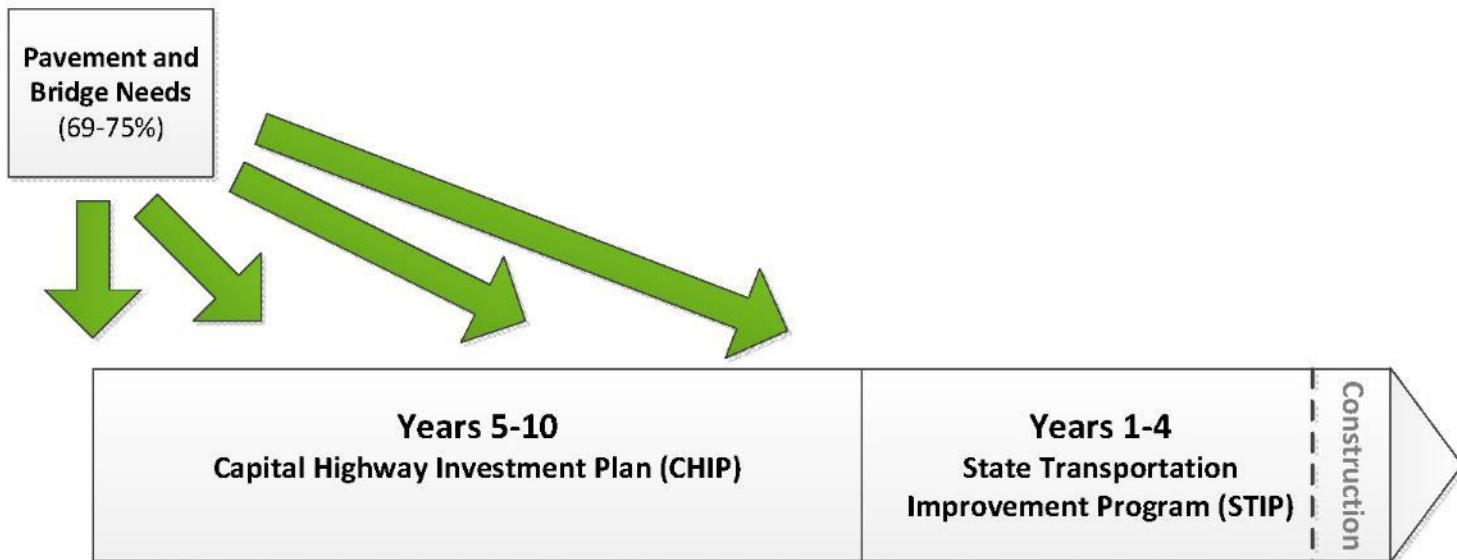 Pavement and
Bridge Needs
(69-75%)
Years 5-10
Capital Highway Investment Plan (CHIP)
Years 1-4
State Transportation
Improvement Program (STIP)
Construction